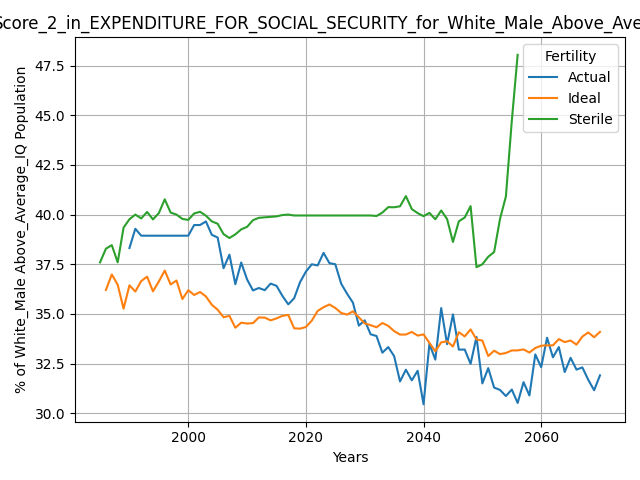 Score_2_in_EXPENDITURE_FOR_SOCIAL_SECURITY_for_White_Male_Above_Ave
Fertility
Actual
Ideal
Sterile
47.5
45.0
42.5
40.0
37.5
35.0
32.5
30.0
% of White_Male Above_Average_IQ Population
2000 2020 2040 2060
Years